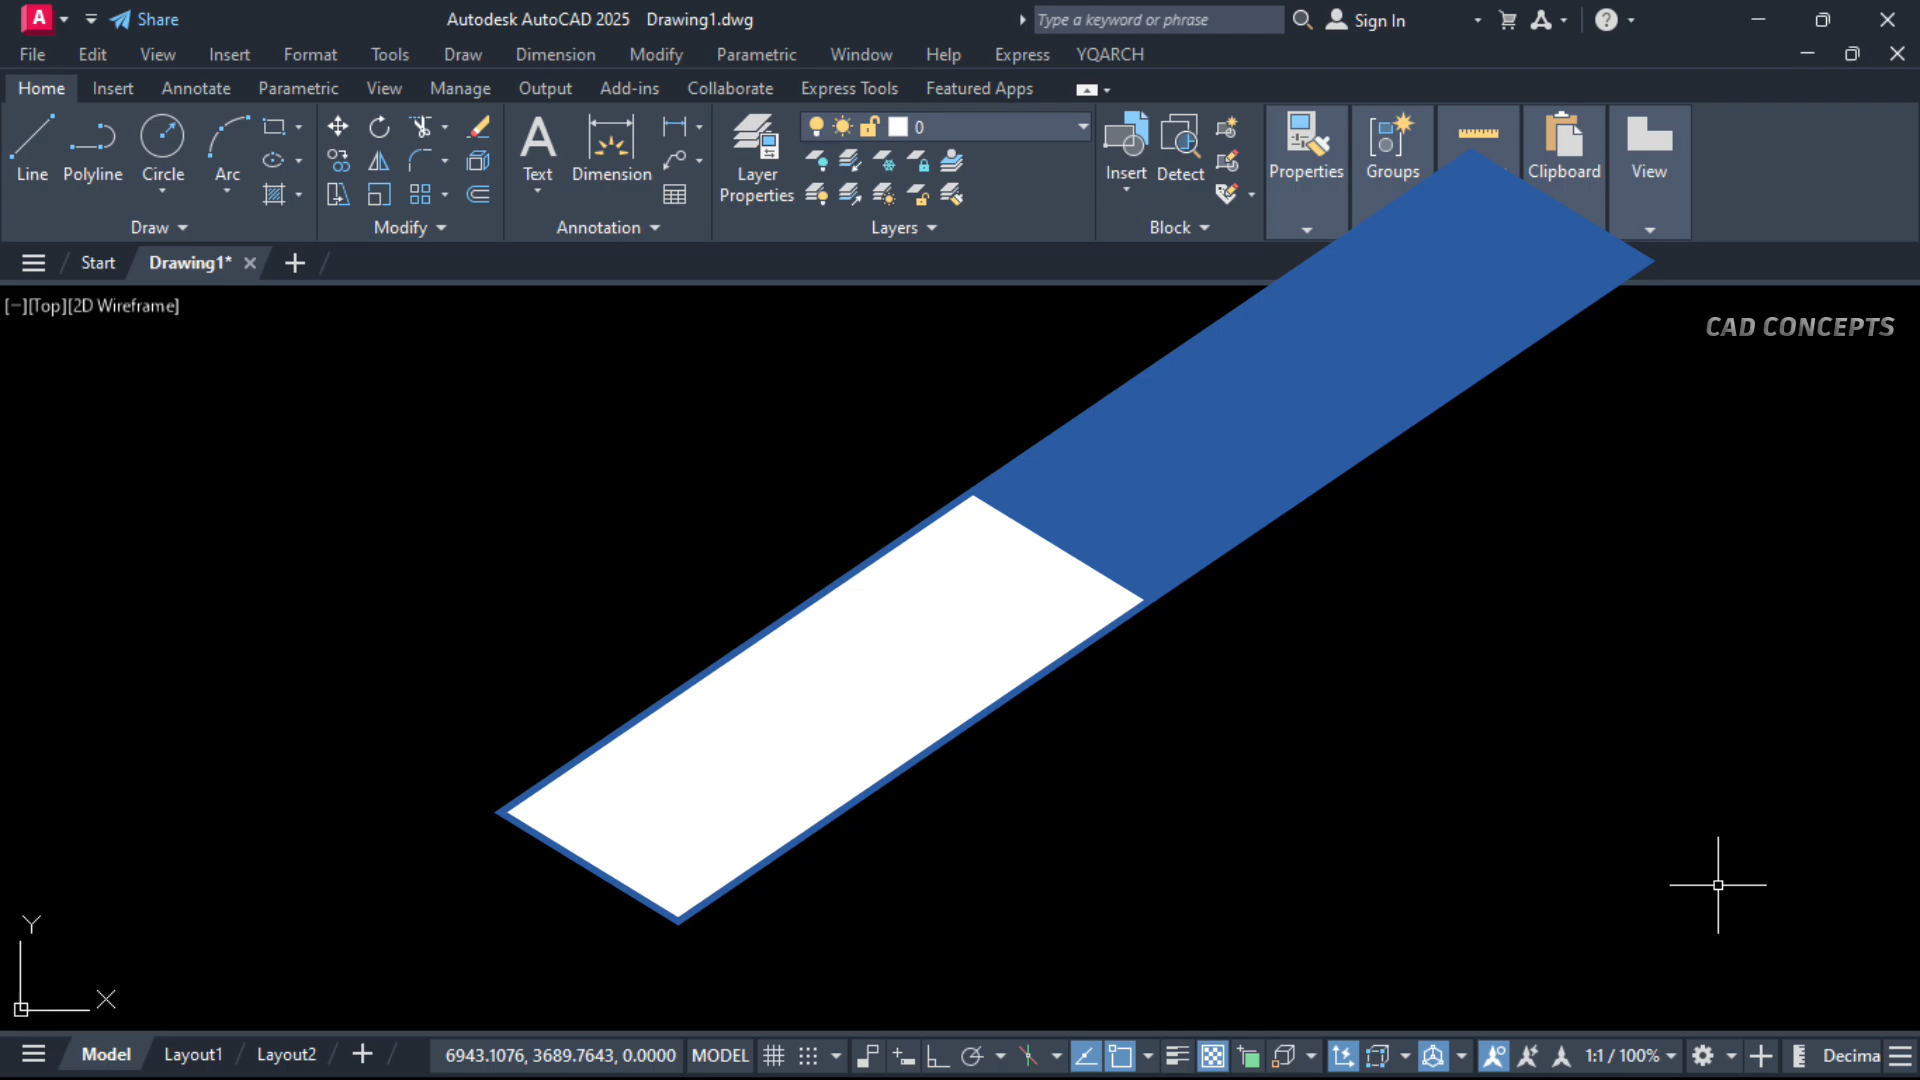 A Share Autodesk AutoCAD 2025 Drawing1.dwg Type a keyword or phrase Sign In
File Edit View Insert Format Tools Draw Dimension Modify Parametric Window Help Express YQARCH
Home Insert Annotate Parametric View Manage Output Add-ins Collaborate Express Tools Featured Apps
0
Line Polyline Circle Arc Text Dimension Layer Properties Insert Detect Properties Groups Clipboard View
Draw Modify Annotation Layers Block
Start Drawing1* +
[−][Top][2D Wireframe]
CAD CONCEPTS
Y
X
Model Layout1 Layout2 + 6943.1076, 3689.7643, 0.0000 MODEL 1:1 / 100% Decima